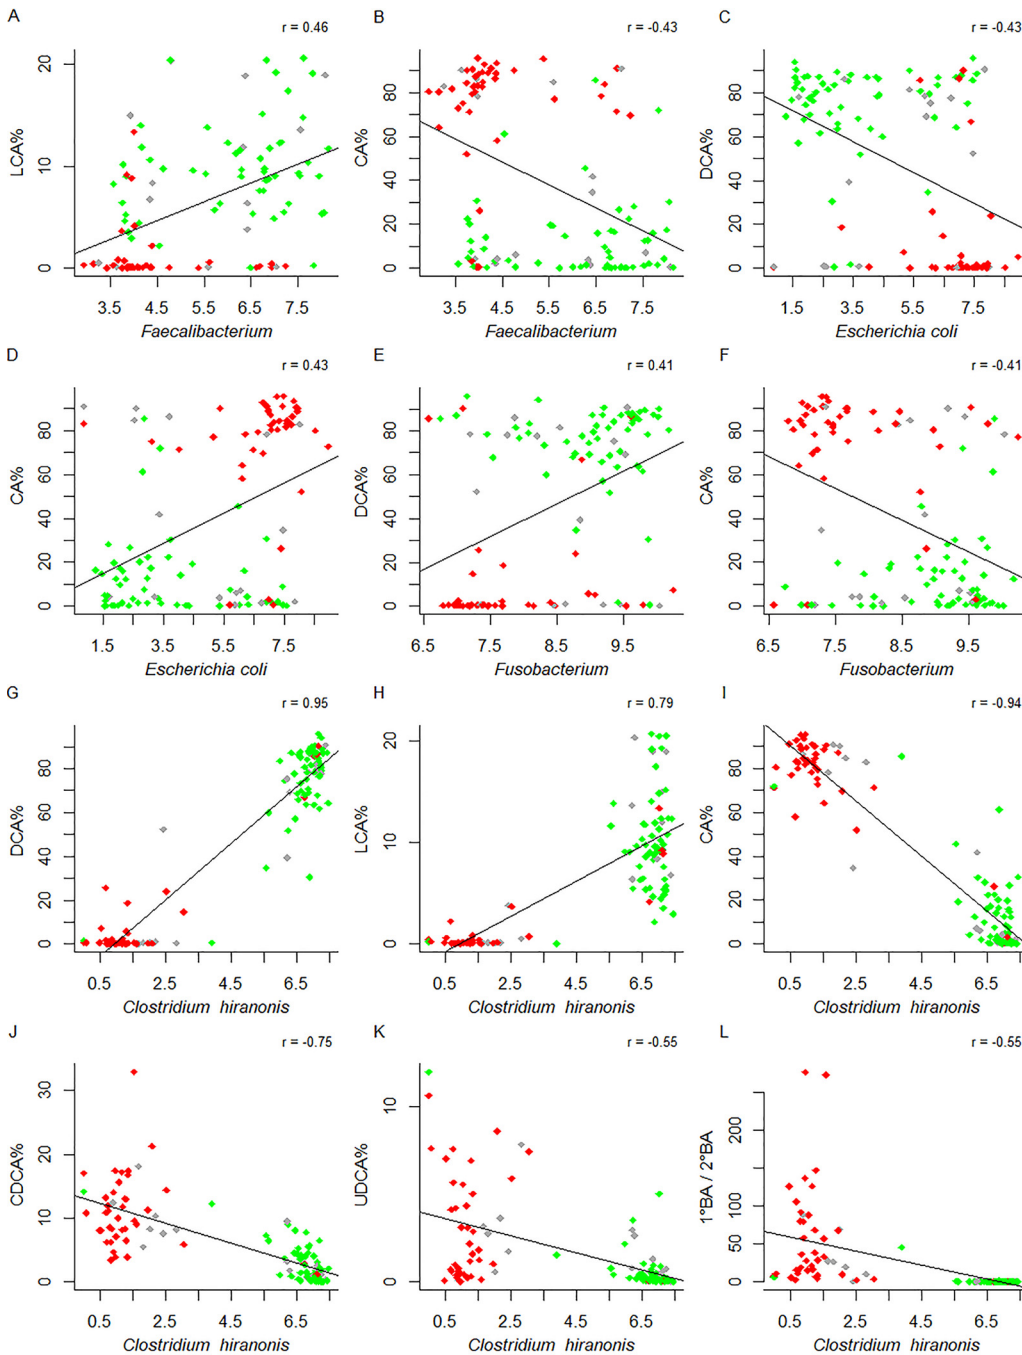 A
r = 0.46
LCA%
20
10
0
3.5 4.5 5.5 6.5 7.5
Faecalibacterium
B
r = -0.43
CA%
80
60
40
20
0
3.5 4.5 5.5 6.5 7.5
Faecalibacterium
C
r = -0.43
DCA%
80
60
40
20
0
1.5 3.5 5.5 7.5
Escherichia coli
D
r = 0.43
CA%
80
60
40
20
0
1.5 3.5 5.5 7.5
Escherichia coli
E
r = 0.41
DCA%
80
60
40
20
0
6.5 7.5 8.5 9.5
Fusobacterium
F
r = -0.41
CA%
80
60
40
20
0
6.5 7.5 8.5 9.5
Fusobacterium
G
r = 0.95
DCA%
80
60
40
20
0
0.5 2.5 4.5 6.5
Clostridium hiranonis
H
r = 0.79
LCA%
20
10
0
0.5 2.5 4.5 6.5
Clostridium hiranonis
I
r = -0.94
CA%
80
60
40
20
0
0.5 2.5 4.5 6.5
Clostridium hiranonis
J
r = -0.75
CDCA%
30
20
10
0
0.5 2.5 4.5 6.5
Clostridium hiranonis
K
r = -0.55
UDCA%
10
0
0.5 2.5 4.5 6.5
Clostridium hiranonis
L
r = -0.55
1°BA / 2°BA
200
100
50
0
0.5 2.5 4.5 6.5
Clostridium hiranonis